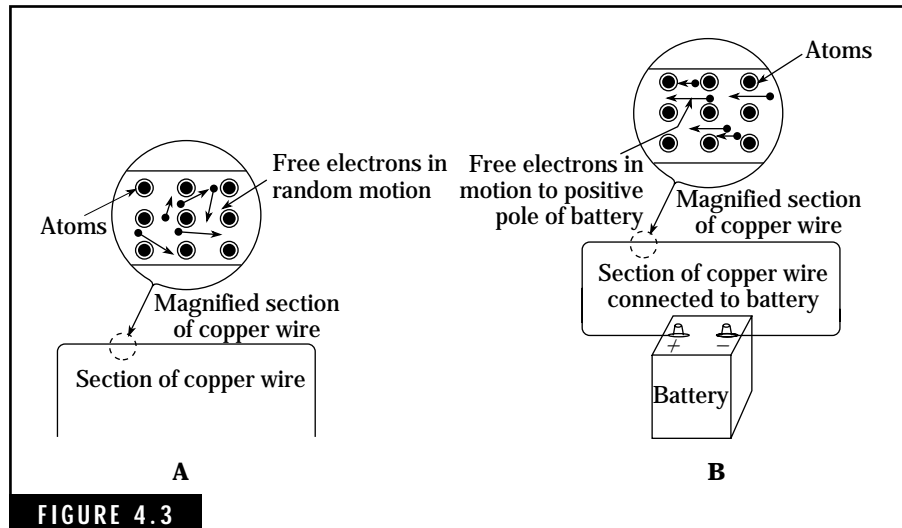 Atoms
Free electrons in
random motion
Magnified section
of copper wire
Section of copper wire
A
Atoms
Free electrons in
motion to positive
pole of battery
Magnified section
of copper wire
Section of copper wire
connected to battery
+ −
Battery
B
FIGURE 4.3